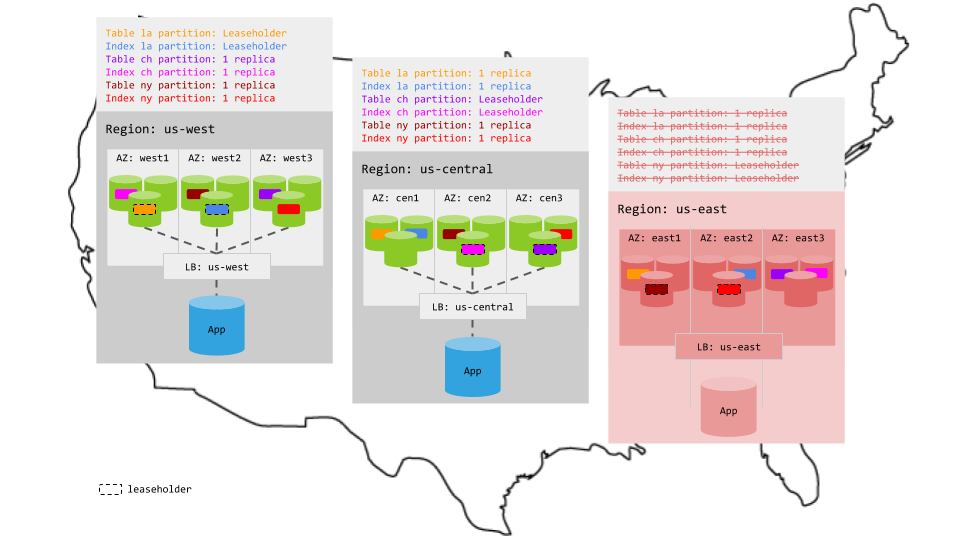 Table la partition: Leaseholder
Index la partition: Leaseholder
Table ch partition: 1 replica
Index ch partition: 1 replica
Table ny partition: 1 replica
Index ny partition: 1 replica
Region: us-west
AZ: west1 AZ: west2 AZ: west3
LB: us-west
App
Table la partition: 1 replica
Index la partition: 1 replica
Table ch partition: Leaseholder
Index ch partition: Leaseholder
Table ny partition: 1 replica
Index ny partition: 1 replica
Region: us-central
AZ: cen1 AZ: cen2 AZ: cen3
LB: us-central
App
Table la partition: 1 replica
Index la partition: 1 replica
Table ch partition: 1 replica
Index ch partition: 1 replica
Table ny partition: Leaseholder
Index ny partition: Leaseholder
Region: us-east
AZ: east1 AZ: east2 AZ: east3
LB: us-east
App
leaseholder